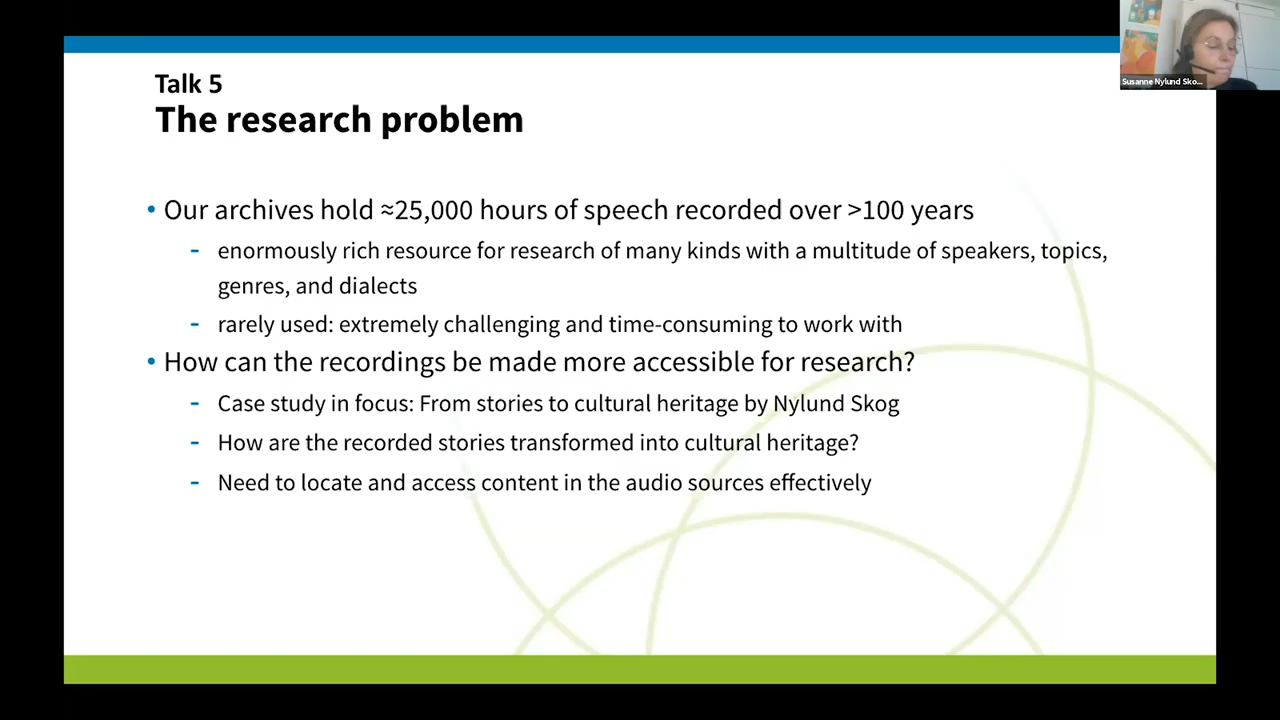 Talk 5
The research problem
• Our archives hold ≈25,000 hours of speech recorded over >100 years
- enormously rich resource for research of many kinds with a multitude of speakers, topics,
genres, and dialects
- rarely used: extremely challenging and time-consuming to work with
• How can the recordings be made more accessible for research?
- Case study in focus: From stories to cultural heritage by Nylund Skog
- How are the recorded stories transformed into cultural heritage?
- Need to locate and access content in the audio sources effectively
Susanne Nylund Sko...